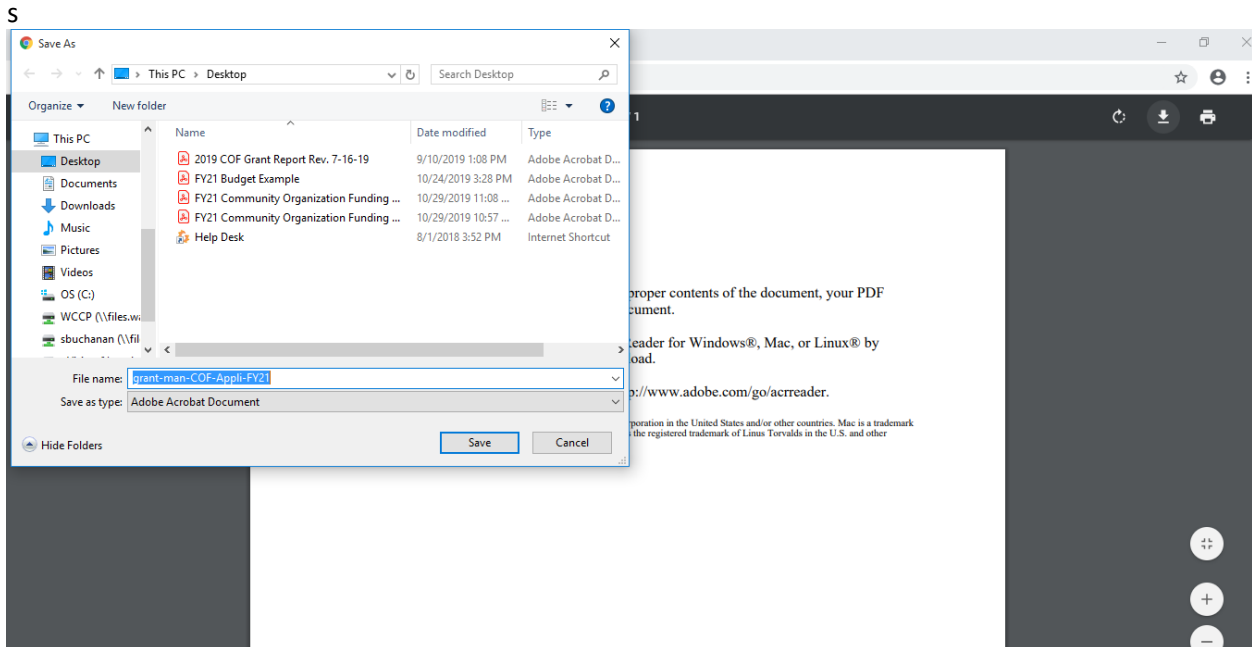 s
Save As
This PC > Desktop
Search Desktop
Organize
New folder
This PC
Desktop
Documents
Downloads
Music
Pictures
Videos
OS (C:)
WCCP (\\files.wa
sbuchanan (\\fil
Name Date modified Type
2019 COF Grant Report Rev. 7-16-19 9/10/2019 1:08 PM Adobe Acrobat D...
FY21 Budget Example 10/24/2019 3:28 PM Adobe Acrobat D...
FY21 Community Organization Funding ... 10/29/2019 11:08 ... Adobe Acrobat D...
FY21 Community Organization Funding ... 10/29/2019 10:57 ... Adobe Acrobat D...
Help Desk 8/1/2018 3:52 PM Internet Shortcut
File name: grant-man-COF-Appli-FY21
Save as type: Adobe Acrobat Document
Hide Folders
Save
Cancel
1
proper contents of the document, your PDF
cument.
Reader for Windows®, Mac, or Linux® by
oad.
p://www.adobe.com/go/acrreader.
rporation in the United States and/or other countries. Mac is a trademark
the registered trademark of Linus Torvalds in the U.S. and other